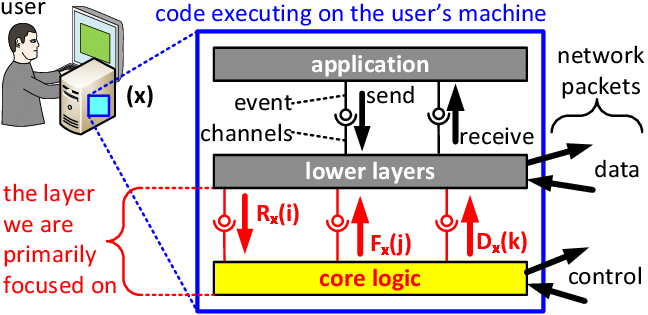 user
code executing on the user's machine
(x)
application
event
send
channels
receive
network
packets
lower layers
data
the layer
we are
primarily
focused on
Rx(i)
Fx(j)
Dx(k)
core logic
control